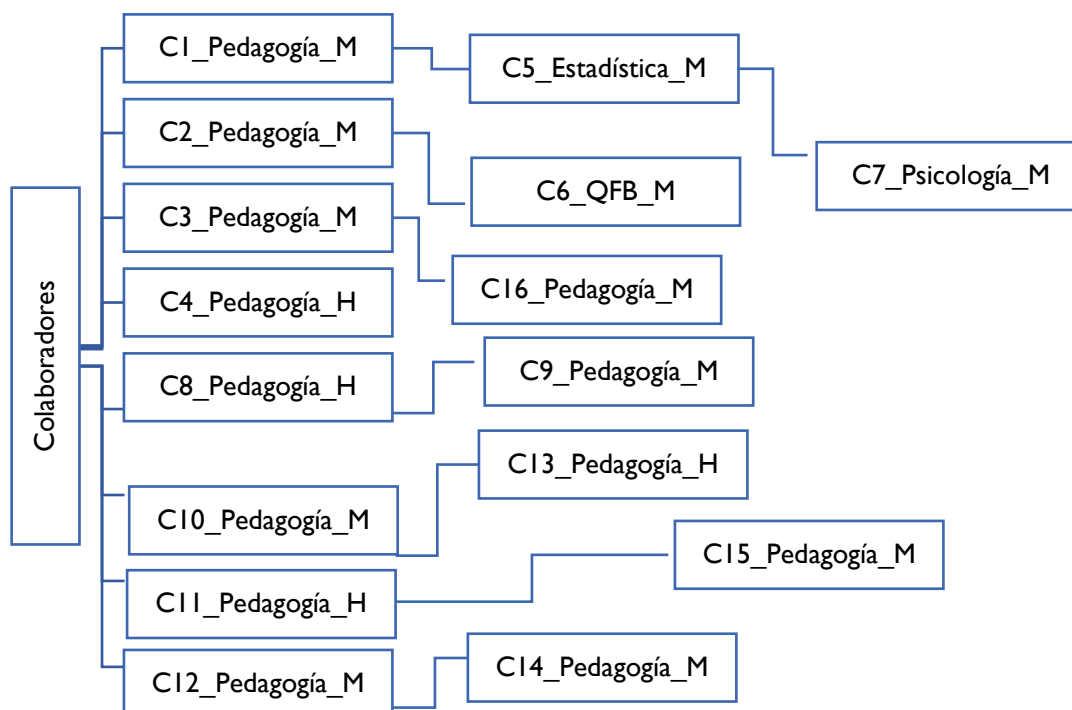 Colaboradores
C1_Pedagogía_M
C5_Estadística_M
C7_Psicología_M
C2_Pedagogía_M
C6_QFB_M
C3_Pedagogía_M
C16_Pedagogía_M
C4_Pedagogía_H
C8_Pedagogía_H
C9_Pedagogía_M
C10_Pedagogía_M
C13_Pedagogía_H
C11_Pedagogía_H
C15_Pedagogía_M
C12_Pedagogía_M
C14_Pedagogía_M